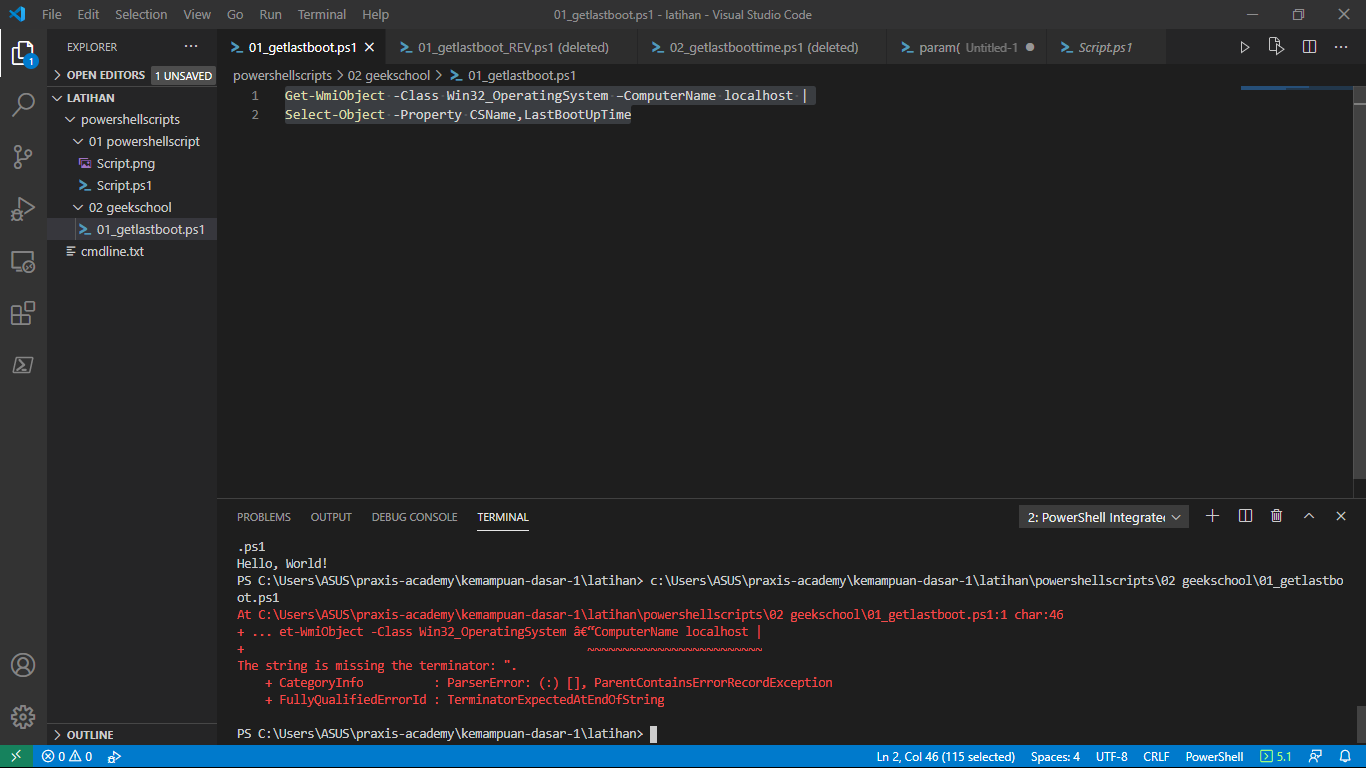 File Edit Selection View Go Run Terminal Help
01_getlastboot.ps1 - latihan - Visual Studio Code
EXPLORER
1
OPEN EDITORS 1 UNSAVED
LATIHAN
powershellscripts
01 powershellscript
Script.png
Script.ps1
02 geekschool
01_getlastboot.ps1
cmdline.txt
OUTLINE
01_getlastboot.ps1
01_getlastboot_REV.ps1 (deleted)
02_getlastboottime.ps1 (deleted)
param( Untitled-1
Script.ps1
powershellscripts > 02 geekschool > 01_getlastboot.ps1
1 Get-WmiObject -Class Win32_OperatingSystem –ComputerName localhost |
2 Select-Object -Property CSName,LastBootUpTime
PROBLEMS OUTPUT DEBUG CONSOLE TERMINAL
2: PowerShell Integrated
.ps1
Hello, World!
PS C:\Users\ASUS\praxis-academy\kemampuan-dasar-1\latihan> c:\Users\ASUS\praxis-academy\kemampuan-dasar-1\latihan\powershellscripts\02 geekschool\01_getlastbo
ot.ps1
At C:\Users\ASUS\praxis-academy\kemampuan-dasar-1\latihan\powershellscripts\02 geekschool\01_getlastboot.ps1:1 char:46
+ ... et-WmiObject -Class Win32_OperatingSystem â€“ComputerName localhost |
+ ~~~~~~~~~~~~~~~~~~~~~~~~~
The string is missing the terminator: ".
+ CategoryInfo : ParserError: (:) [], ParentContainsErrorRecordException
+ FullyQualifiedErrorId : TerminatorExpectedAtEndOfString
PS C:\Users\ASUS\praxis-academy\kemampuan-dasar-1\latihan>
0 0
Ln 2, Col 46 (115 selected) Spaces: 4 UTF-8 CRLF PowerShell 5.1